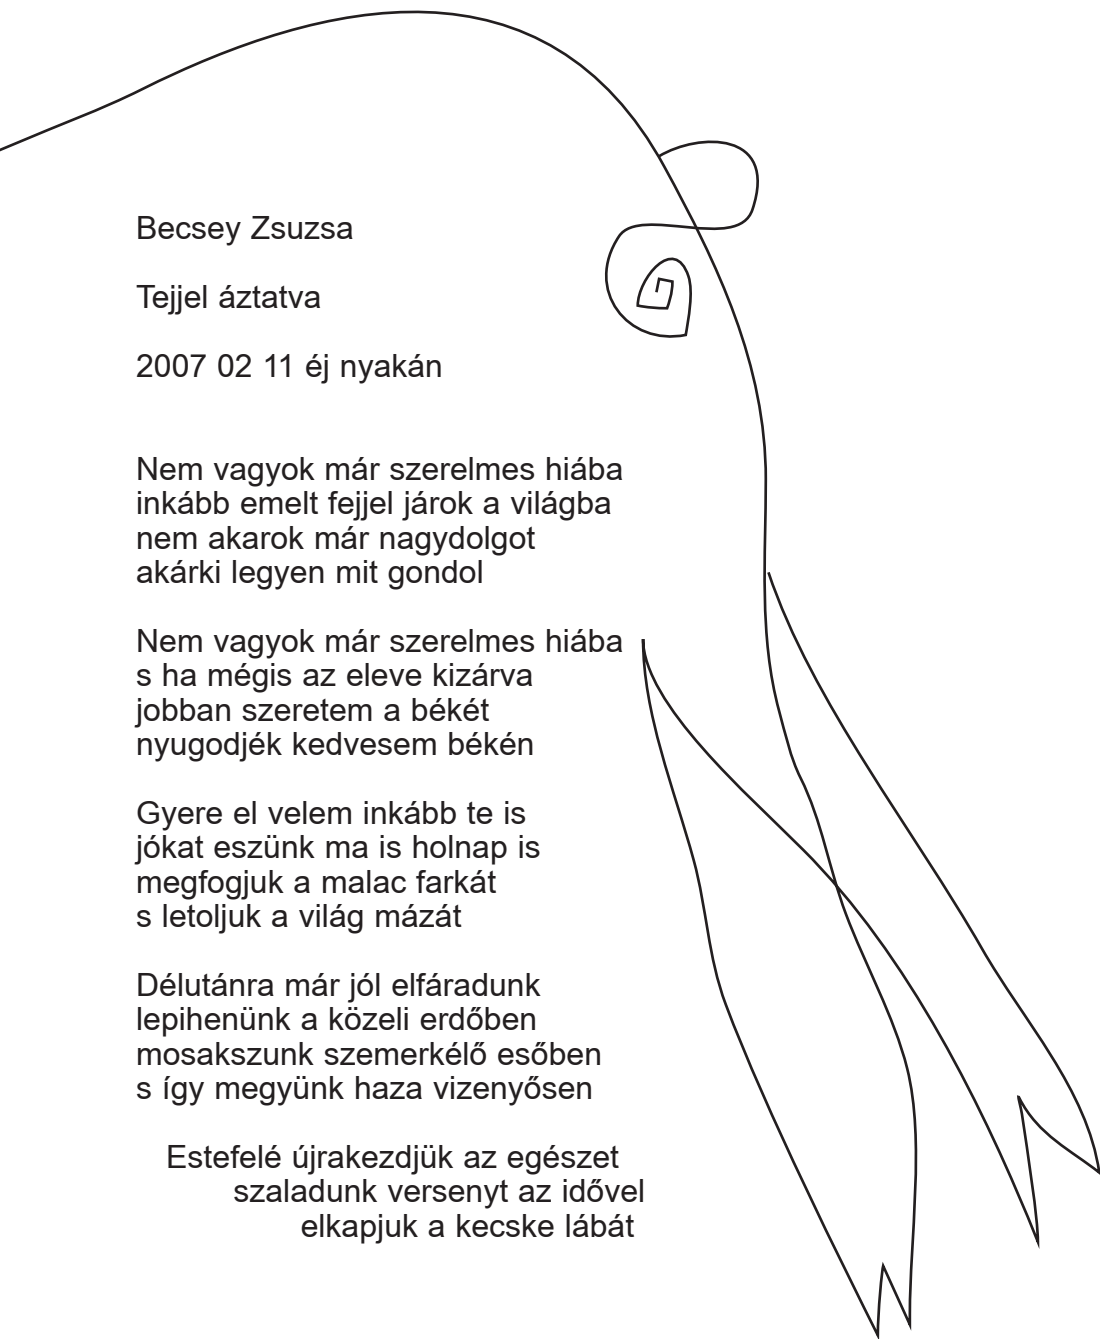 Becsey Zsuzsa
Tejjel áztatva
2007 02 11 éj nyakán
Nem vagyok már szerelmes hiába
inkább emelt fejjel járok a világba
nem akarok már nagydolgot
akárki legyen mit gondol
Nem vagyok már szerelmes hiába
s ha mégis az eleve kizárva
jobban szeretem a békét
nyugodjék kedvesem békén
Gyere el velem inkább te is
jókat eszünk ma is holnap is
megfogjuk a malac farkát
s letoljuk a világ mázát
Délutánra már jól elfáradunk
lepihenünk a közeli erdőben
mosakszunk szemerkélő esőben
s így megyünk haza vizenyősen
Estefelé újrakezdjük az egészet
szaladunk versenyt az idővel
elkapjuk a kecske lábát